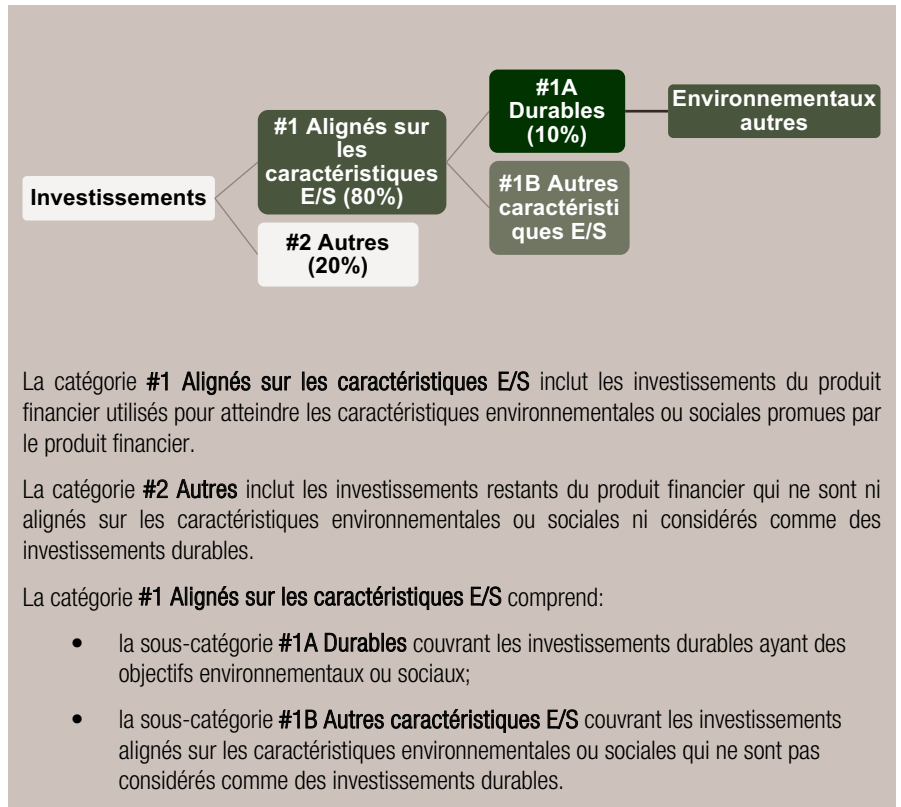 #1A
Durables
(10%)
Environnementaux
autres
#1 Alignés sur
les
caractéristiques
E/S (80%)
Investissements
#1B Autres
caractéristi
ques E/S
#2 Autres
(20%)
La catégorie #1 Alignés sur les caractéristiques E/S inclut les investissements du produit
financier utilisés pour atteindre les caractéristiques environnementales ou sociales promues par
le produit financier.
La catégorie #2 Autres inclut les investissements restants du produit financier qui ne sont ni
alignés sur les caractéristiques environnementales ou sociales ni considérés comme des
investissements durables.
La catégorie #1 Alignés sur les caractéristiques E/S comprend:
• la sous-catégorie #1A Durables couvrant les investissements durables ayant des
objectifs environnementaux ou sociaux;
• la sous-catégorie #1B Autres caractéristiques E/S couvrant les investissements
alignés sur les caractéristiques environnementales ou sociales qui ne sont pas
considérés comme des investissements durables.